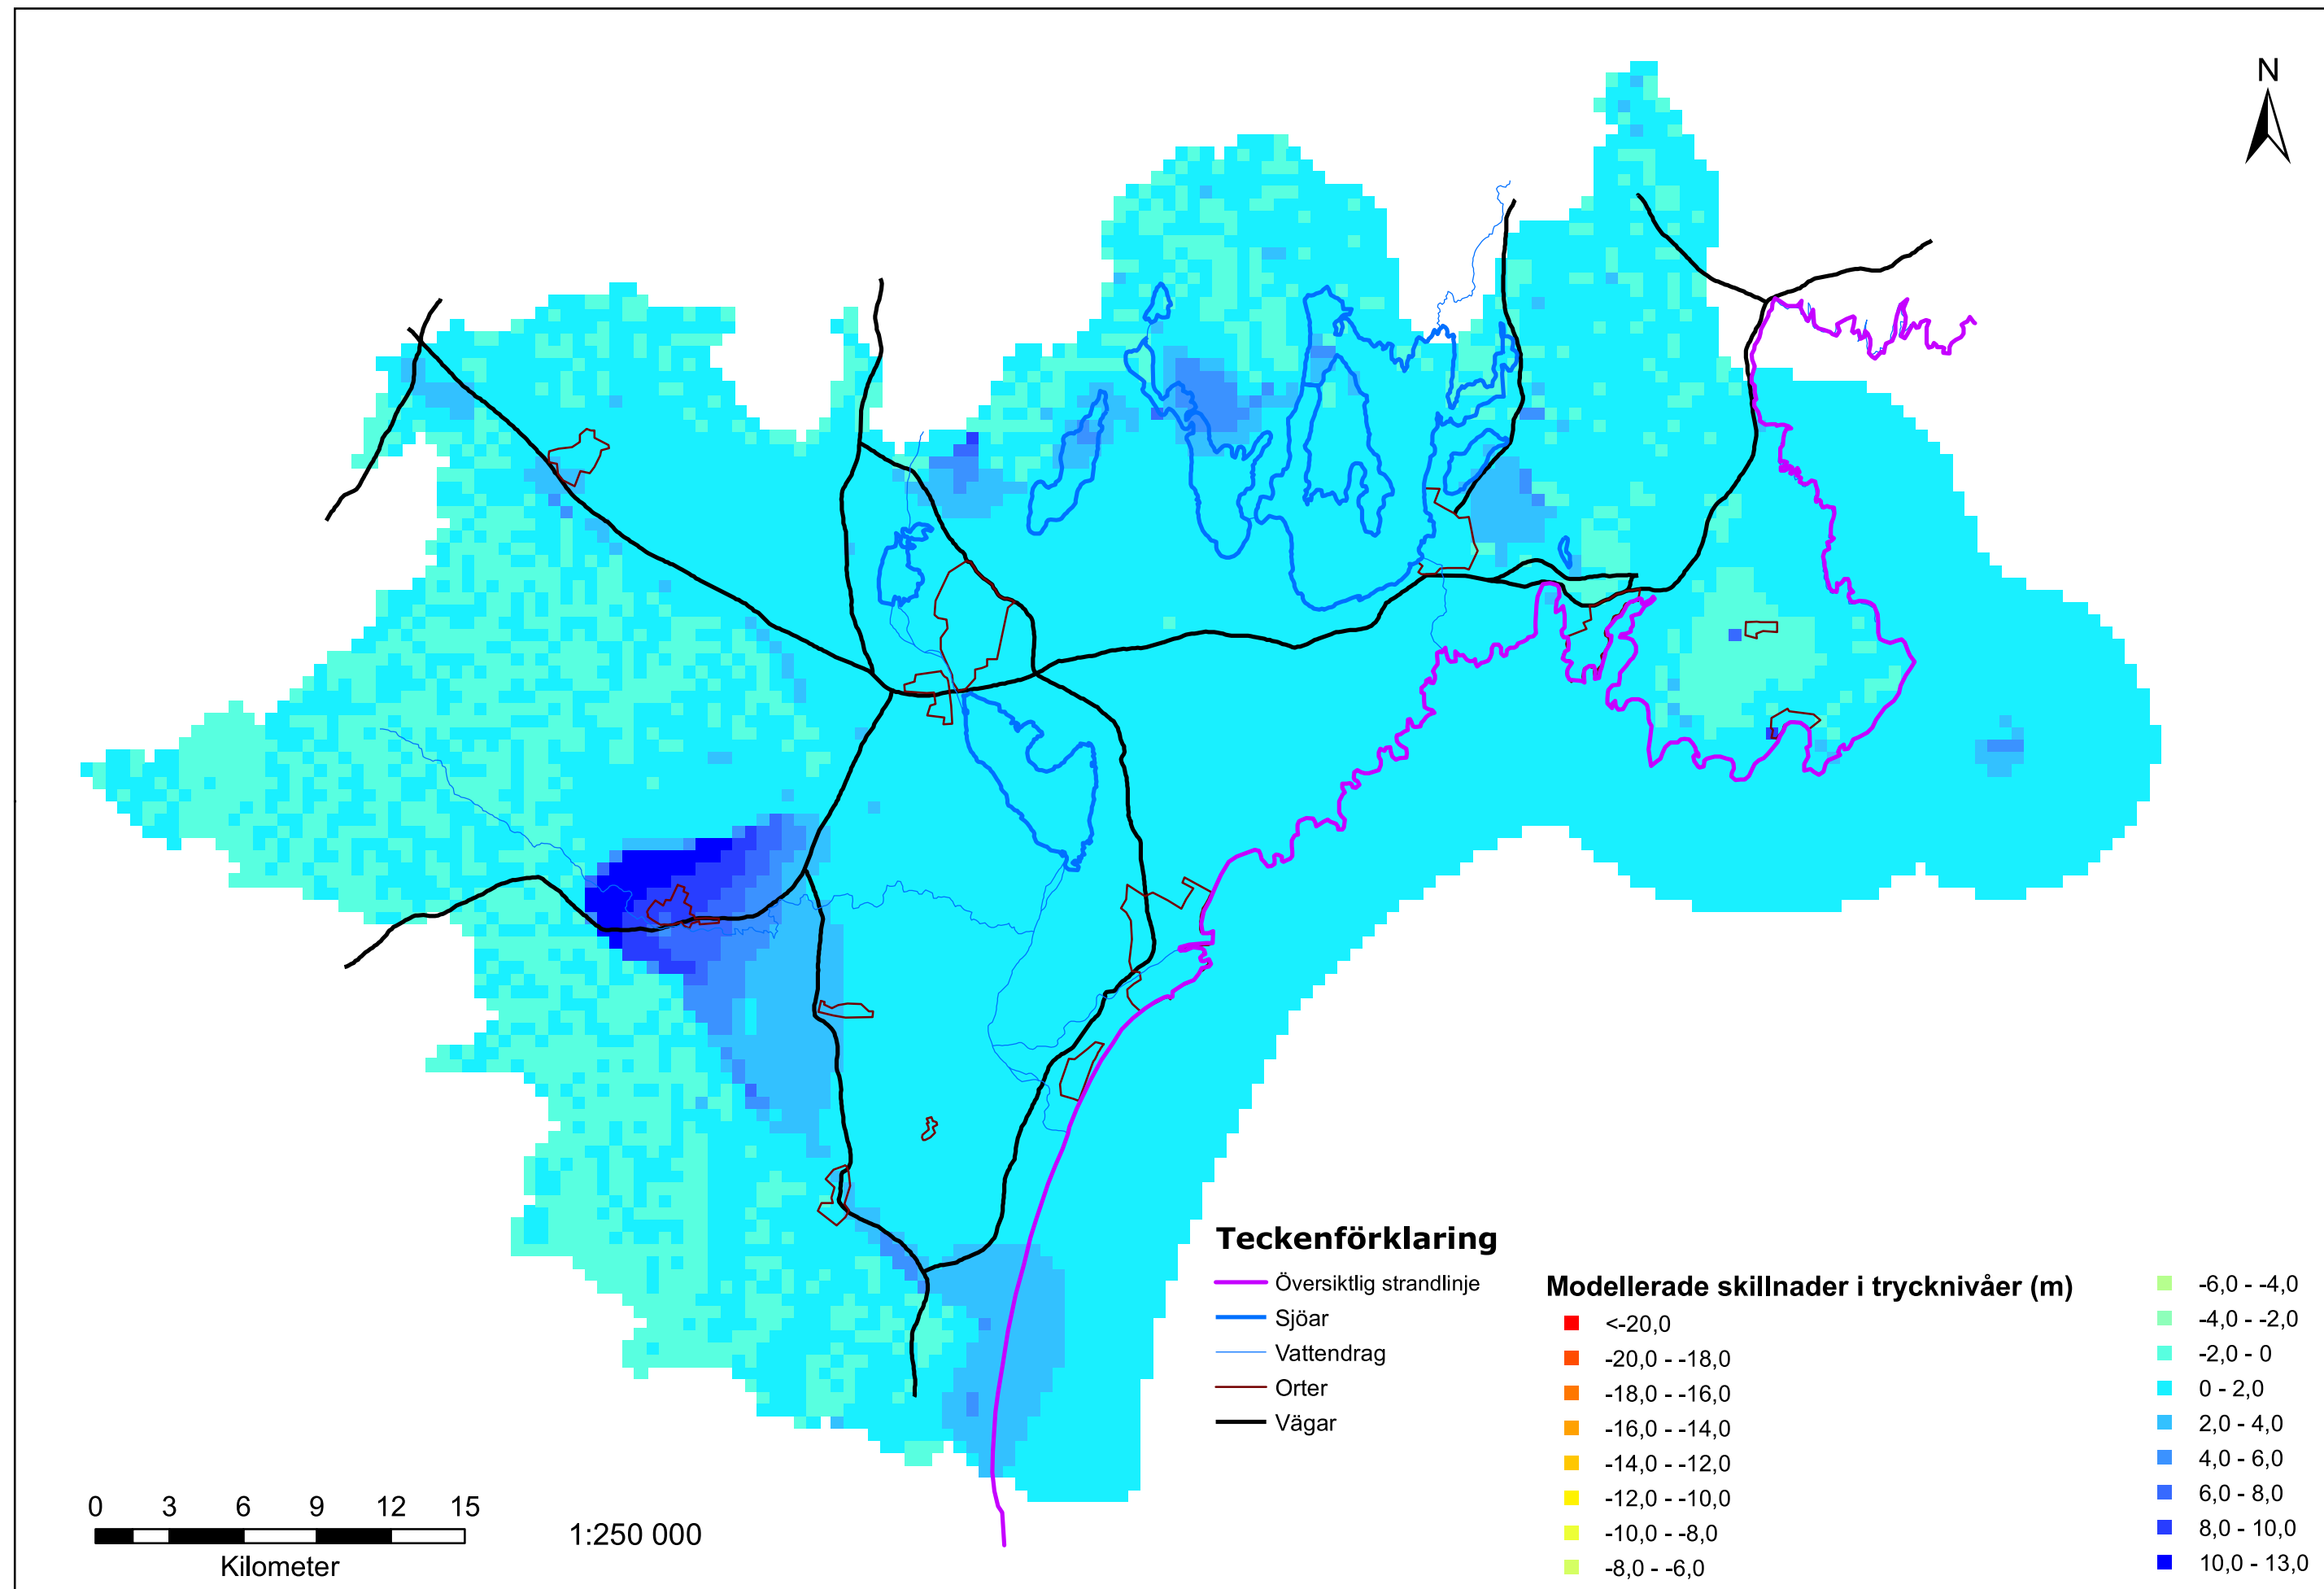 N
Teckenförklaring
Översiktlig strandlinje
Sjöar
Vattendrag
Orter
Vägar
Modellerade skillnader i trycknivåer (m)
<-20,0
-20,0 - -18,0
-18,0 - -16,0
-16,0 - -14,0
-14,0 - -12,0
-12,0 - -10,0
-10,0 - -8,0
-8,0 - -6,0
-6,0 - -4,0
-4,0 - -2,0
-2,0 - 0
0 - 2,0
2,0 - 4,0
4,0 - 6,0
6,0 - 8,0
8,0 - 10,0
10,0 - 13,0
0 3 6 9 12 15
Kilometer
1:250 000